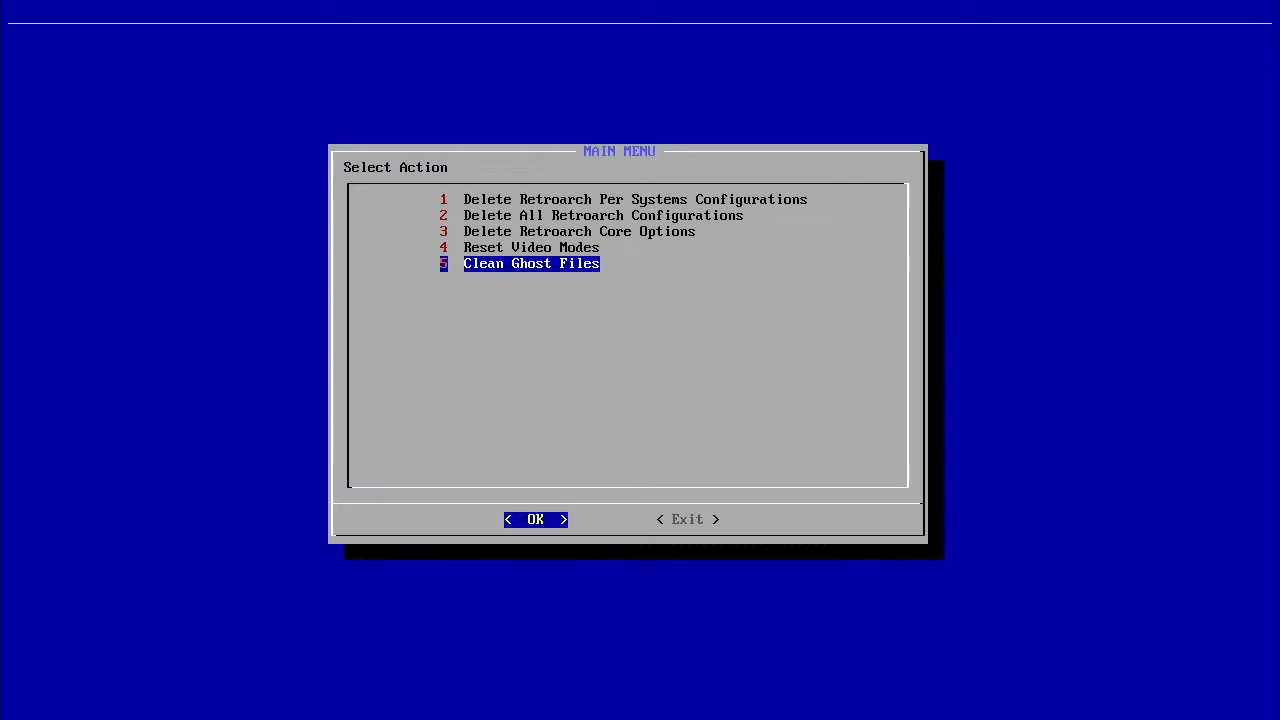 MAIN MENU
Select Action
1 Delete Retroarch Per Systems Configurations
2 Delete All Retroarch Configurations
3 Delete Retroarch Core Options
4 Reset Video Modes
5 Clean Ghost Files
< OK > < Exit >